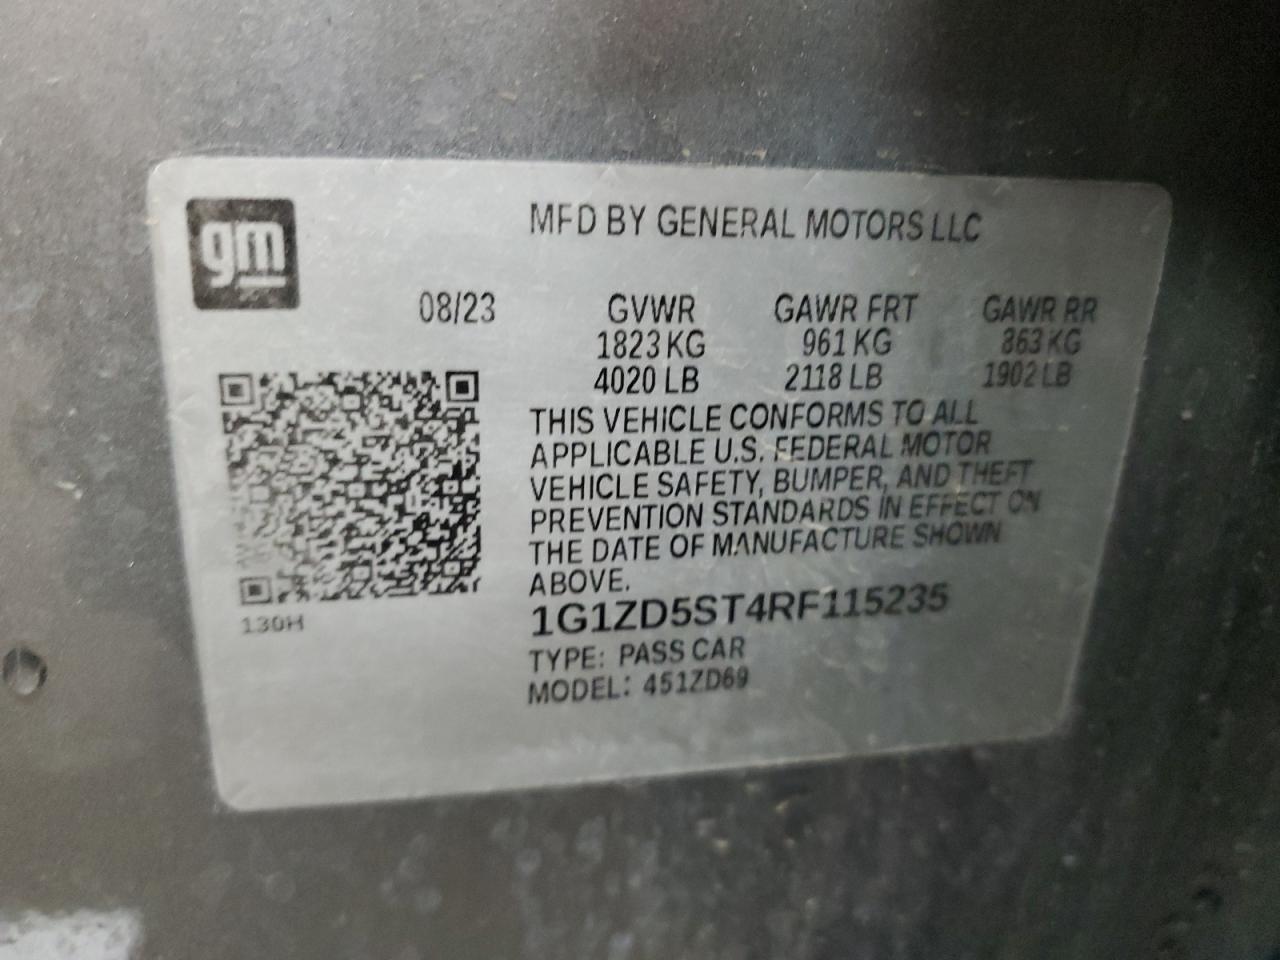 gm
MFD BY GENERAL MOTORS LLC
08/23 GVWR GAWR FRT GAWR RR
1823 KG 961 KG 863 KG
4020 LB 2118 LB 1902 LB
THIS VEHICLE CONFORMS TO ALL
APPLICABLE U.S. FEDERAL MOTOR
VEHICLE SAFETY, BUMPER, AND THEFT
PREVENTION STANDARDS IN EFFECT ON
THE DATE OF MANUFACTURE SHOWN
ABOVE.
130H
1G1ZD5ST4RF115235
TYPE: PASS CAR
MODEL: 451ZD69